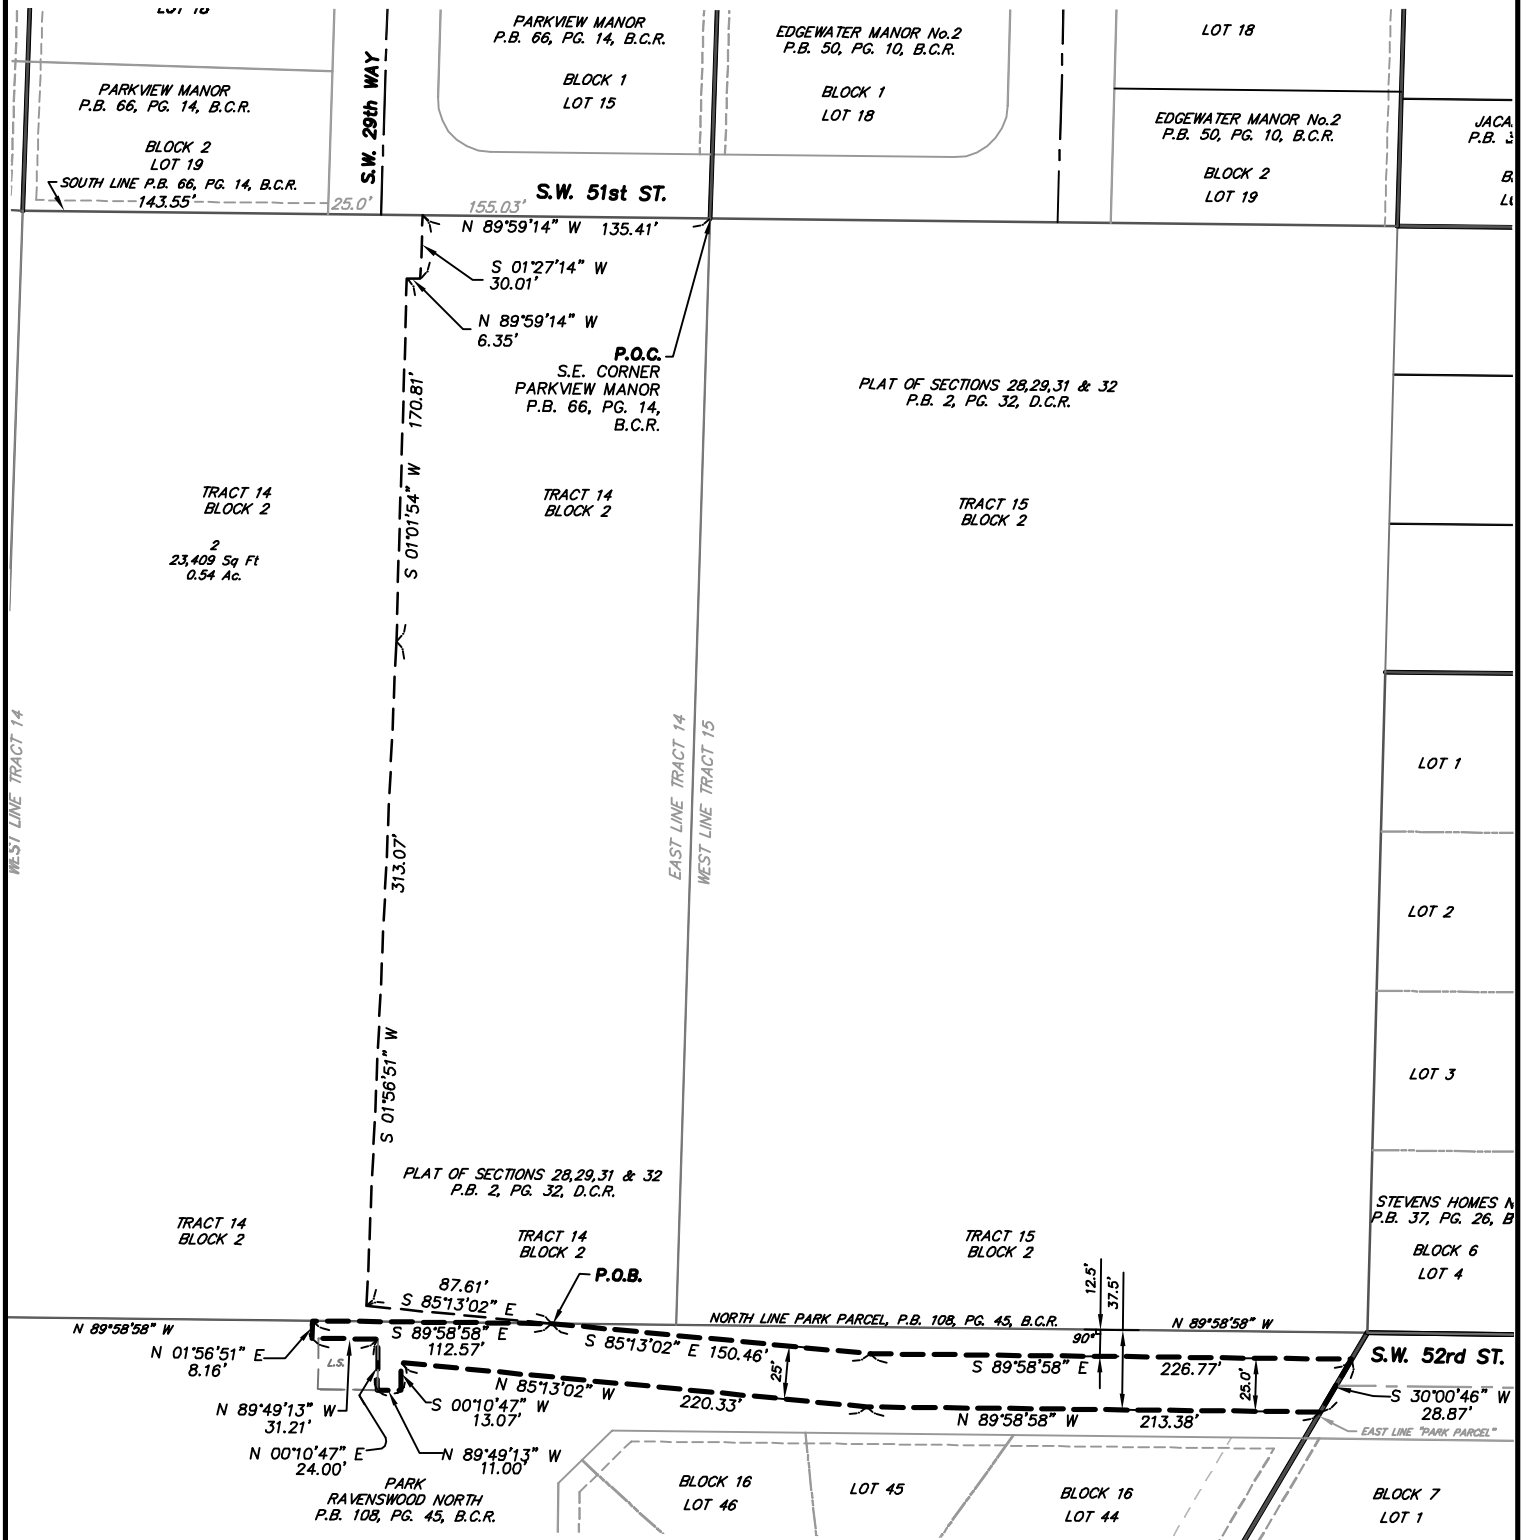 LOT 18
PARKVIEW MANOR
P.B. 66, PG. 14, B.C.R.
BLOCK 2
LOT 19
SOUTH LINE P.B. 66, PG. 14, B.C.R.
143.55'
25.0'
S.W. 29th WAY
PARKVIEW MANOR
P.B. 66, PG. 14, B.C.R.
BLOCK 1
LOT 15
S.W. 51st ST.
155.03'
N 89°59'14" W 135.41'
EDGEWATER MANOR No.2
P.B. 50, PG. 10, B.C.R.
BLOCK 1
LOT 18
LOT 18
EDGEWATER MANOR No.2
P.B. 50, PG. 10, B.C.R.
BLOCK 2
LOT 19
JACA
P.B.
S 01°27'14" W
30.01'
N 89°59'14" W
6.35'
P.O.C.
S.E. CORNER
PARKVIEW MANOR
P.B. 66, PG. 14,
B.C.R.
PLAT OF SECTIONS 28,29,31 & 32
P.B. 2, PG. 32, D.C.R.
S 01°01'54" W 170.81'
TRACT 14
BLOCK 2
2
23,409 Sq Ft
0.54 Ac.
TRACT 14
BLOCK 2
TRACT 15
BLOCK 2
WEST LINE TRACT 14
EAST LINE TRACT 14
WEST LINE TRACT 15
S 01°56'51" W 313.07'
LOT 1
LOT 2
LOT 3
PLAT OF SECTIONS 28,29,31 & 32
P.B. 2, PG. 32, D.C.R.
TRACT 14
BLOCK 2
TRACT 14
BLOCK 2
TRACT 15
BLOCK 2
STEVENS HOMES N
P.B. 37, PG. 26, B
BLOCK 6
LOT 4
P.O.B.
87.61'
S 85°13'02" E
12.5'
37.5'
NORTH LINE PARK PARCEL, P.B. 108, PG. 45, B.C.R.
N 89°58'58" W
N 89°58'58" W
S 89°58'58" E
112.57'
S 85°13'02" E 150.46'
90°
S 89°58'58" E
226.77'
S.W. 52rd ST.
N 01°56'51" E
8.16'
L.S.
25'
25.0'
N 85°13'02" W
220.33'
S 00°10'47" W
13.07'
N 89°58'58" W
213.38'
S 30°00'46" W
28.87'
EAST LINE "PARK PARCEL"
N 89°49'13" W
31.21'
N 00°10'47" E
24.00'
N 89°49'13" W
11.00'
PARK
RAVENSWOOD NORTH
P.B. 108, PG. 45, B.C.R.
BLOCK 16
LOT 46
LOT 45
BLOCK 16
LOT 44
BLOCK 7
LOT 1